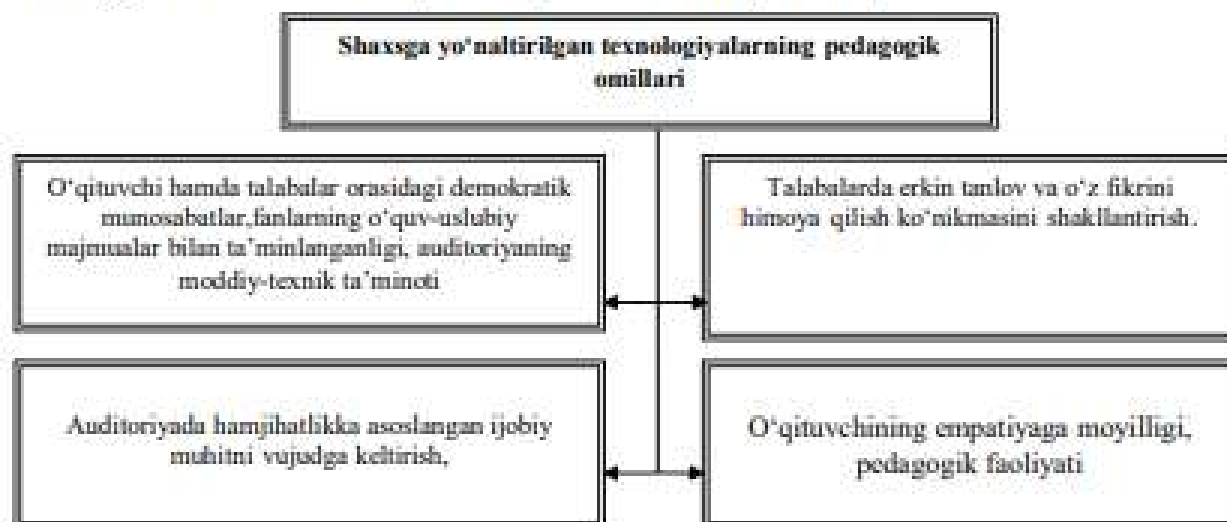 Shaxsga yo‘naltirilgan texnologiyalarning pedagogik
omillari
O‘qituvchi hamda talabalar orasidagi demokratik
munosabatlar,fanlarning o‘quv-uslubiy
majmualar bilan ta’minlanganligi, auditoriyaning
moddiy-texnik ta’minoti
Talabalarda erkin tanlov va o‘z fikrini
himoya qilish ko‘nikmasini shakllantirish.
Auditoriyada hamjihatlikka asoslangan ijobiy
muhitni vujudga keltirish,
O‘qituvchining empatiyaga moyilligi,
pedagogik faoliyati